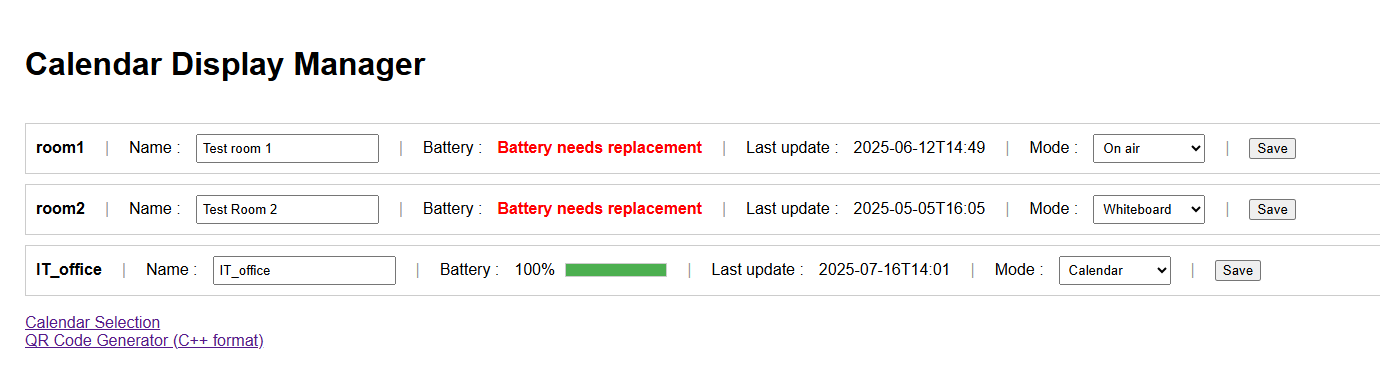 Calendar Display Manager
room1 | Name : Test room 1 | Battery : Battery needs replacement | Last update : 2025-06-12T14:49 | Mode : On air | Save
room2 | Name : Test Room 2 | Battery : Battery needs replacement | Last update : 2025-05-05T16:05 | Mode : Whiteboard | Save
IT_office | Name : IT_office | Battery : 100% | Last update : 2025-07-16T14:01 | Mode : Calendar | Save
Calendar Selection
QR Code Generator (C++ format)